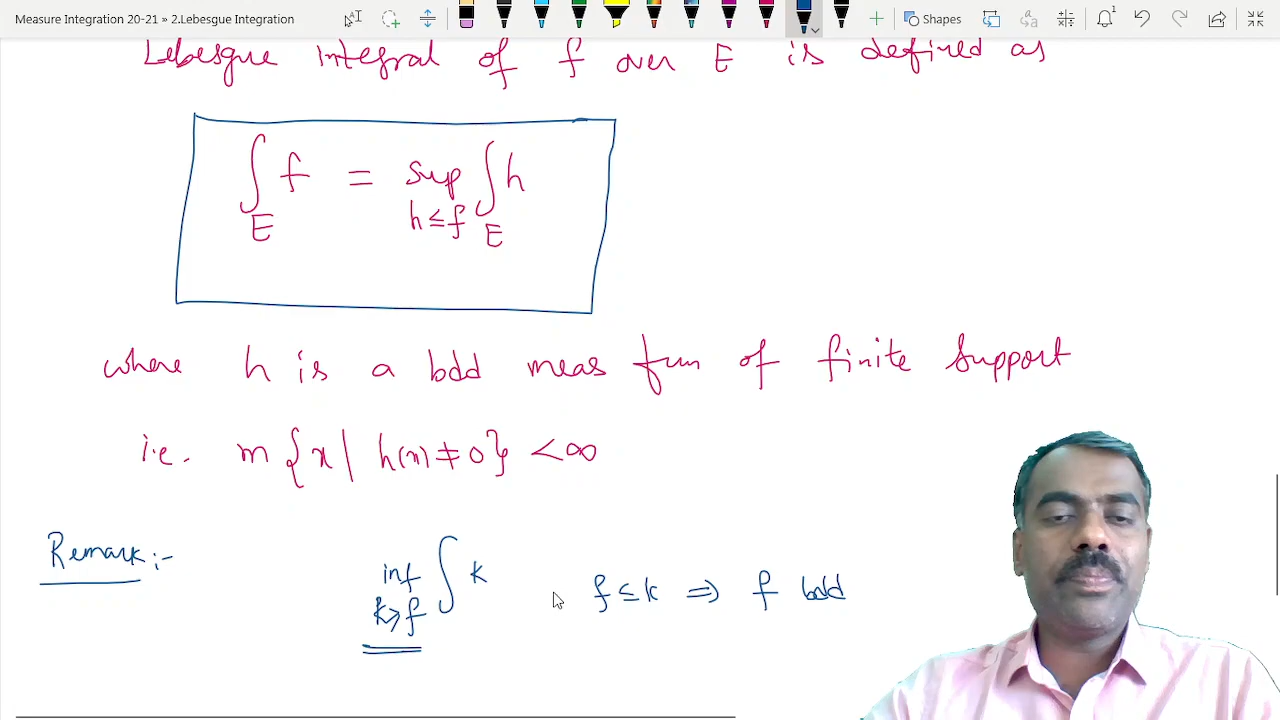 Measure Integration 20-21 » 2.Lebesgue Integration
Shapes
1
Lebesgue integral of f over E is defined as
∫_E f = sup_{h≤f} ∫_E h
where h is a bdd meas fun of finite support
i.e. m{x | h(x) ≠ 0} < ∞
Remark:-
inf_{k≥f} ∫ k f ≤ k ⇒ f bdd